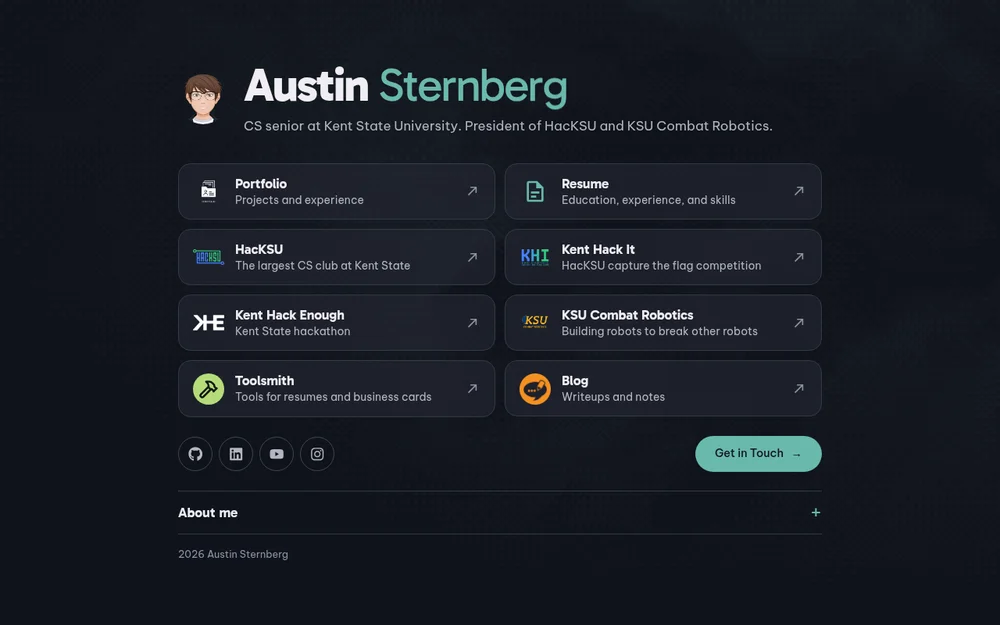 Austin Sternberg
CS senior at Kent State University. President of HacKSU and KSU Combat Robotics.
Portfolio
Projects and experience
Resume
Education, experience, and skills
HACKSU
HacKSU
The largest CS club at Kent State
KHI
Kent Hack It
HacKSU capture the flag competition
KHE
Kent Hack Enough
Kent State hackathon
KSU
KSU Combat Robotics
Building robots to break other robots
Toolsmith
Tools for resumes and business cards
Blog
Writeups and notes
Get in Touch →
About me +
2026 Austin Sternberg